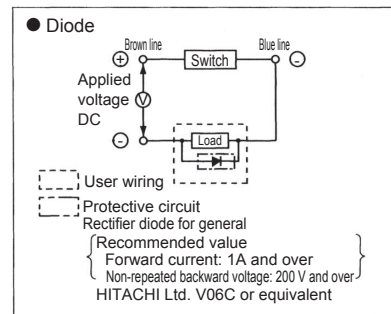 ● Diode
Brown line
Blue line
⊕
Switch
⊖
Applied
voltage
DC
V
⊖
Load
User wiring
Protective circuit
Rectifier diode for general
Recommended value
Forward current: 1A and over
Non-repeated backward voltage: 200 V and over
HITACHI Ltd. V06C or equivalent